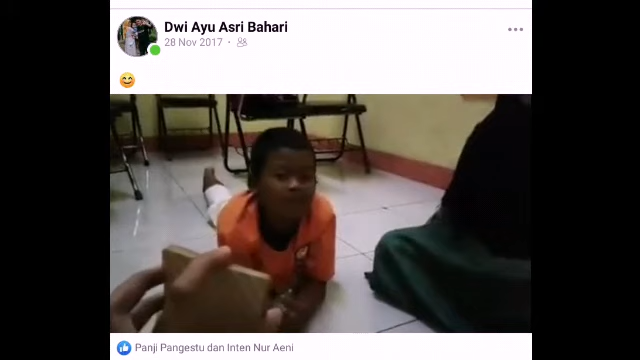 Dwi Ayu Asri Bahari
28 Nov 2017
Panji Pangestu dan Inten Nur Aeni